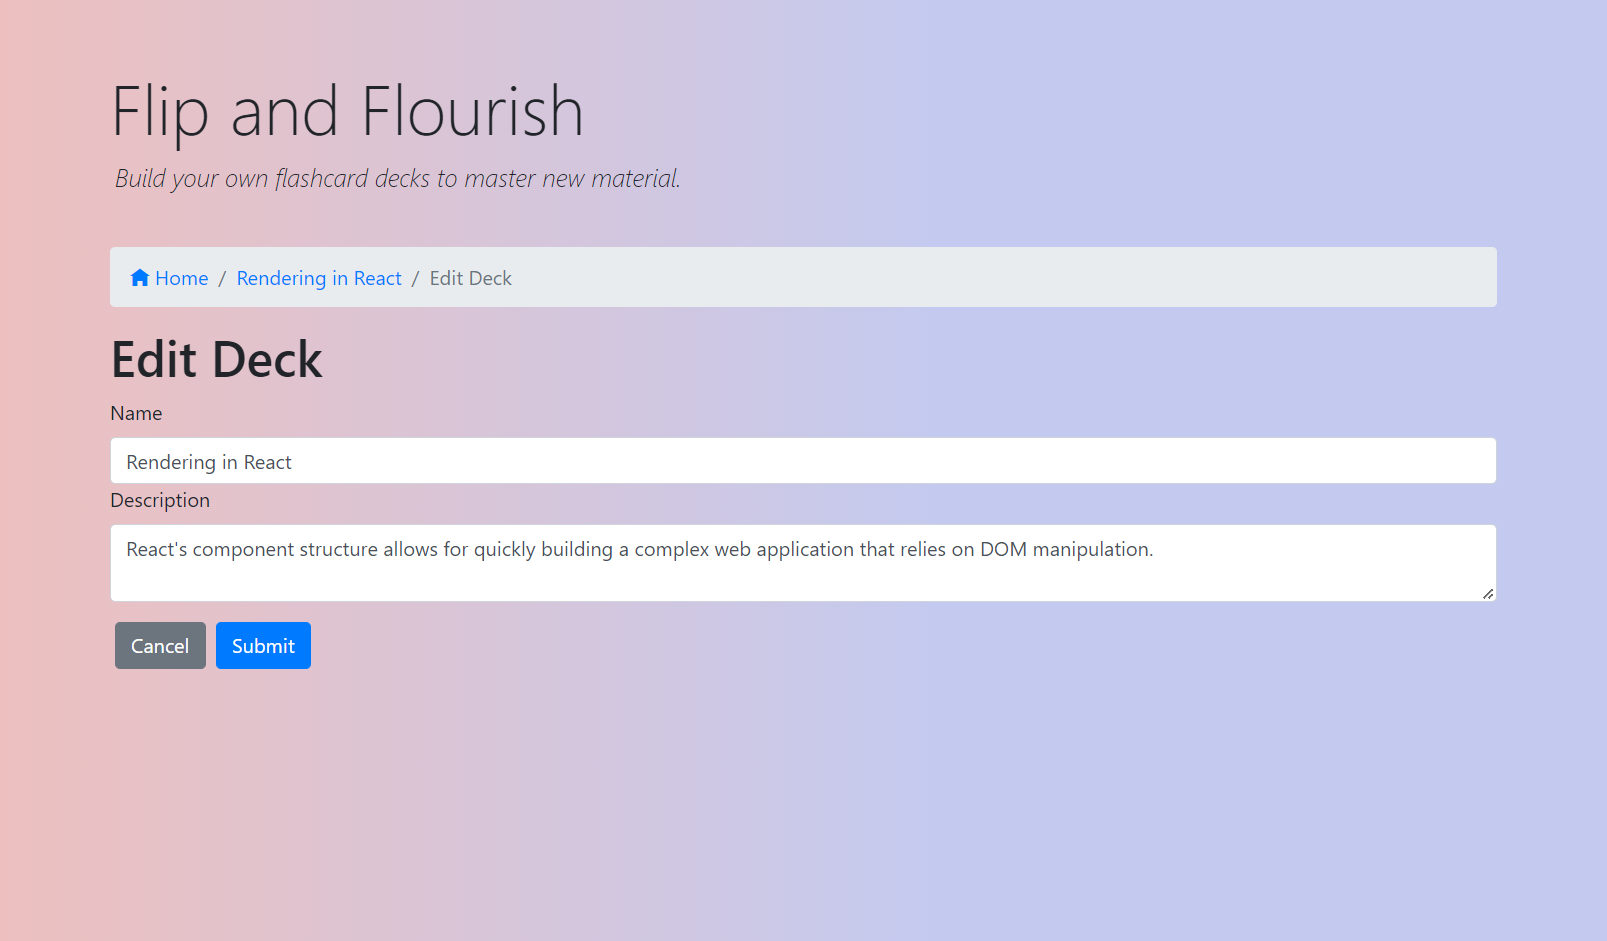 Flip and Flourish
Build your own flashcard decks to master new material.
Home / Rendering in React / Edit Deck
Edit Deck
Name
Rendering in React
Description
React's component structure allows for quickly building a complex web application that relies on DOM manipulation.
Cancel Submit